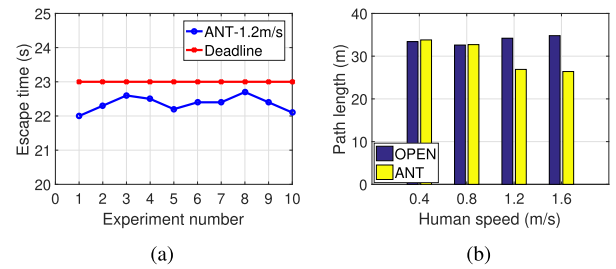 25
24
23
22
21
20
Escape time (s)
ANT-1.2m/s
Deadline
0 1 2 3 4 5 6 7 8 9 10
Experiment number
(a)
40
30
20
10
0
Path length (m)
OPEN
ANT
0.4 0.8 1.2 1.6
Human speed (m/s)
(b)